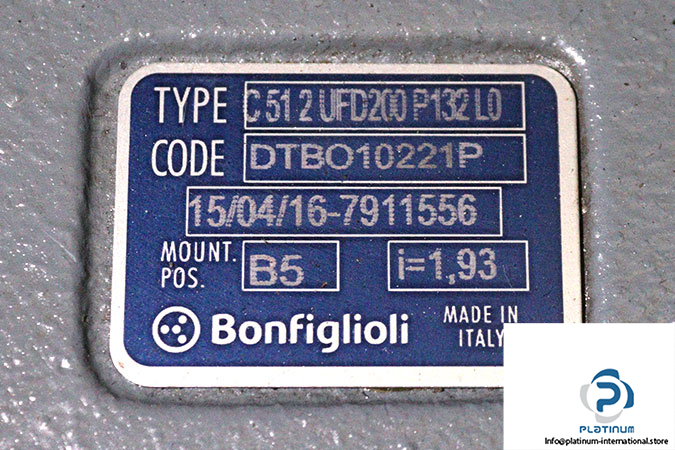 TYPE C 51 2 UFD200 P132 L0
CODE DTBO10221P
15/04/16-7911556
MOUNT. POS. B5 i=1,93
Bonfiglioli MADE IN ITALY
PLATINUM
Info@platinum-international.store